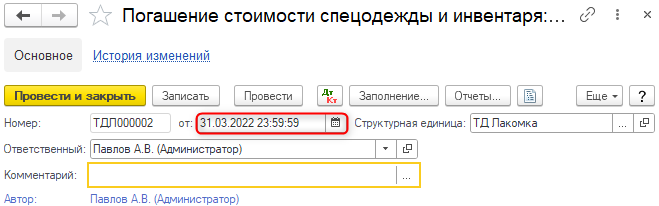 Погашение стоимости спецодежды и инвентаря:...
Основное История изменений
Провести и закрыть Записать Провести Дт Кт Заполнение... Отчеты... Еще ?
Номер: ТДЛ000002 от: 31.03.2022 23:59:59 Структурная единица: ТД Лакомка ...
Ответственный: Павлов А.В. (Администратор)
Комментарий: ...
Автор: Павлов А.В. (Администратор)